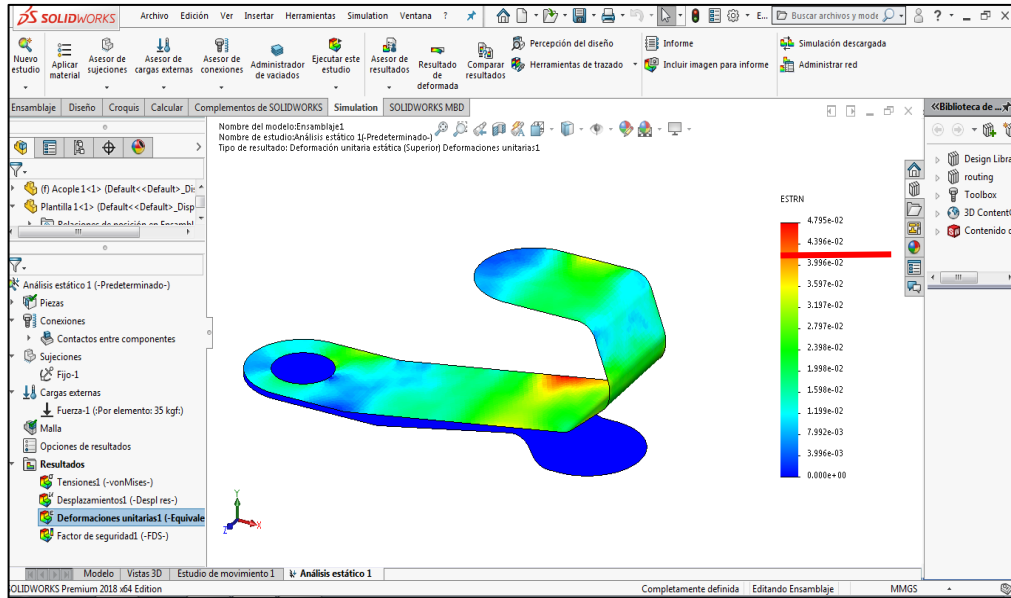 SOLIDWORKS Archivo Edición Ver Insertar Herramientas Simulation Ventana ? E... Buscar archivos y mode ?
Nuevo estudio
Aplicar material
Asesor de sujeciones
Asesor de cargas externas
Asesor de conexiones
Administrador de vaciados
Ejecutar este estudio
Asesor de resultados
Resultado de deformada
Comparar resultados
Percepción del diseño
Herramientas de trazado
Informe
Incluir imagen para informe
Simulación descargada
Administrar red
Ensamblaje Diseño Croquis Calcular Complementos de SOLIDWORKS Simulation SOLIDWORKS MBD
Nombre del modelo:Ensamblaje1
Nombre de estudio:Análisis estático 1(-Predeterminado-)
Tipo de resultado: Deformación unitaria estática (Superior) Deformaciones unitarias1
(f) Acople1<1> (Default<<Default>_Dis
Plantilla1<1> (Default<<Default>_Disp
Relaciones de posición en Ensambl
Análisis estático 1 (-Predeterminado-)
Piezas
Conexiones
Contactos entre componentes
Sujeciones
Fijo-1
Cargas externas
Fuerza-1 (:Por elemento: 35 kgf:)
Malla
Opciones de resultados
Resultados
Tensiones1 (-vonMises-)
Desplazamientos1 (-Despl res-)
Deformaciones unitarias1 (-Equivale
Factor de seguridad1 (-FDS-)
ESTRN
4.795e-02
4.396e-02
3.996e-02
3.597e-02
3.197e-02
2.797e-02
2.398e-02
1.998e-02
1.598e-02
1.199e-02
7.992e-03
3.996e-03
0.000e+00
Y
X
Z
<<Biblioteca de ...
Design Libra
routing
Toolbox
3D Content
Contenido d
Modelo Vistas 3D Estudio de movimiento 1 Análisis estático 1
SOLIDWORKS Premium 2018 x64 Edition Completamente definida Editando Ensamblaje MMGS